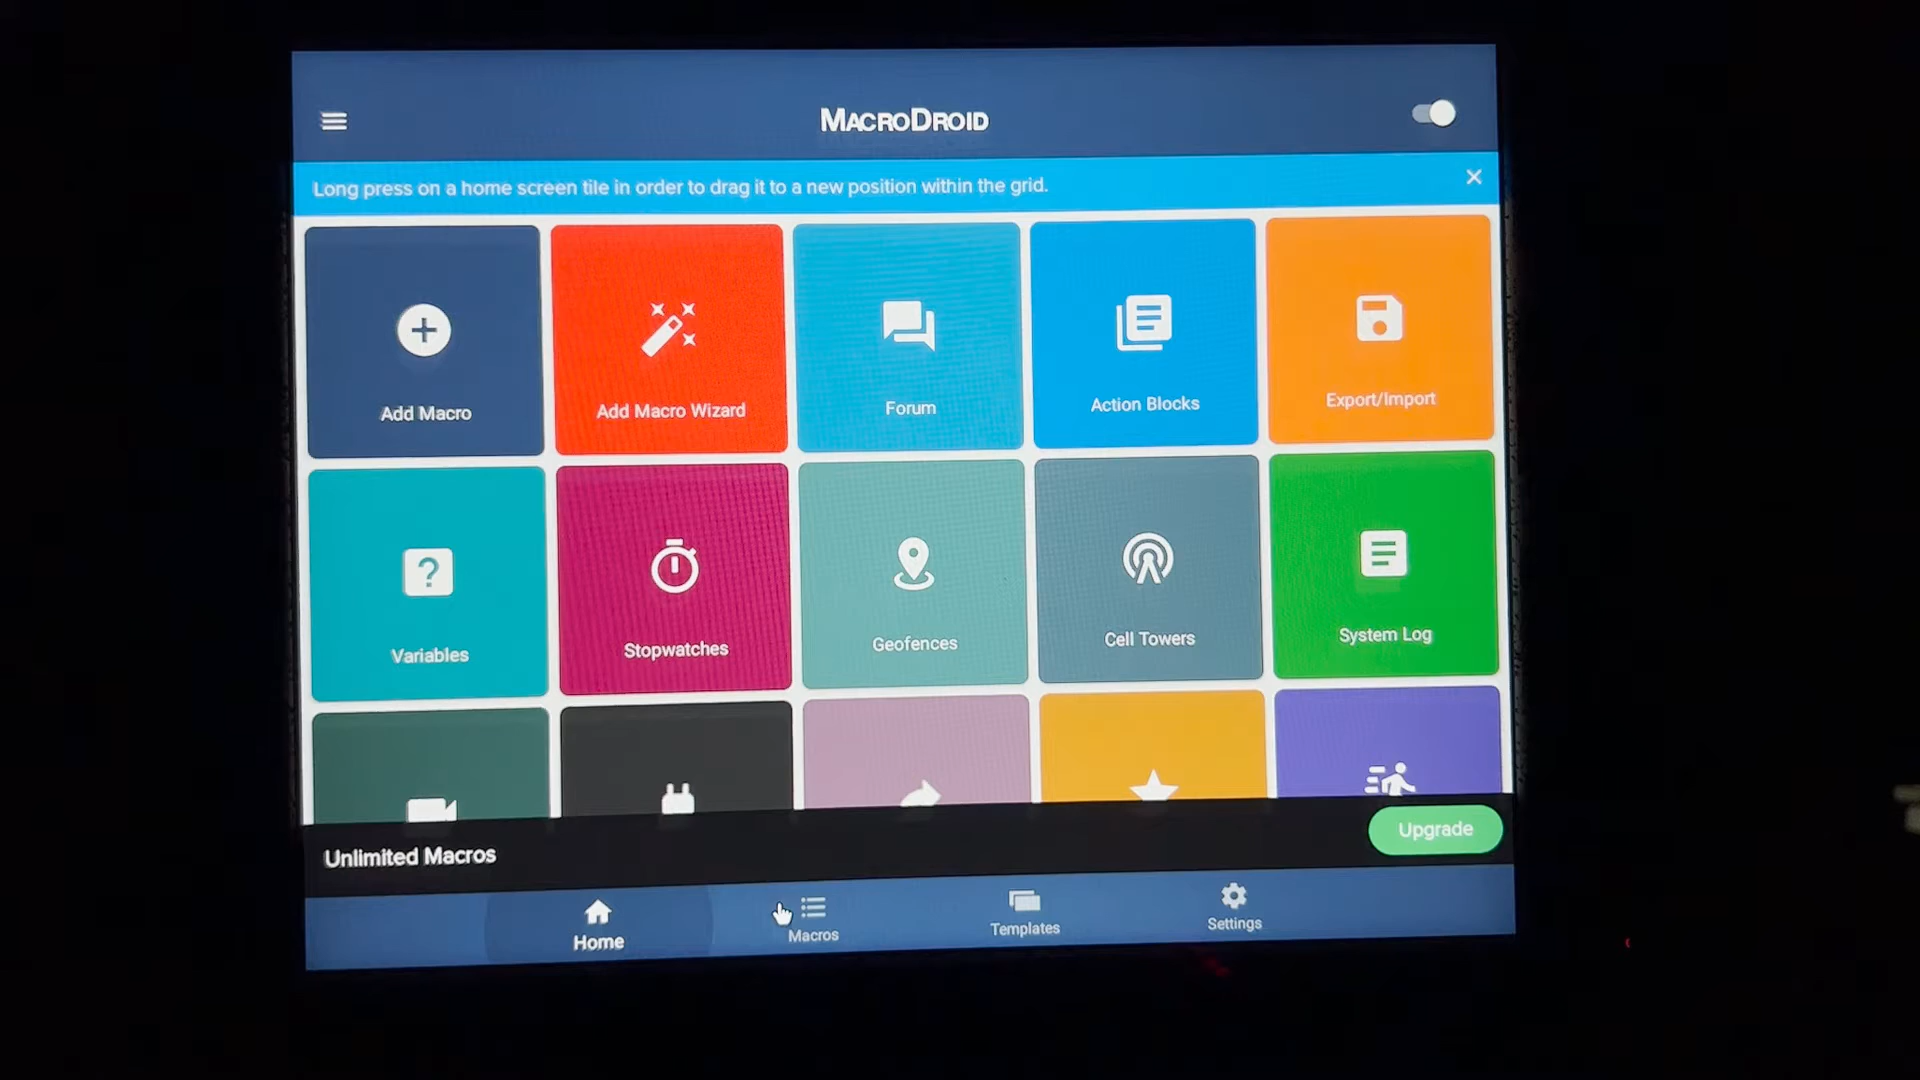 MACRODROID
Long press on a home screen tile in order to drag it to a new position within the grid.
Add Macro
Add Macro Wizard
Forum
Action Blocks
Export/Import
Variables
Stopwatches
Geofences
Cell Towers
System Log
Unlimited Macros
Upgrade
Home
Macros
Templates
Settings